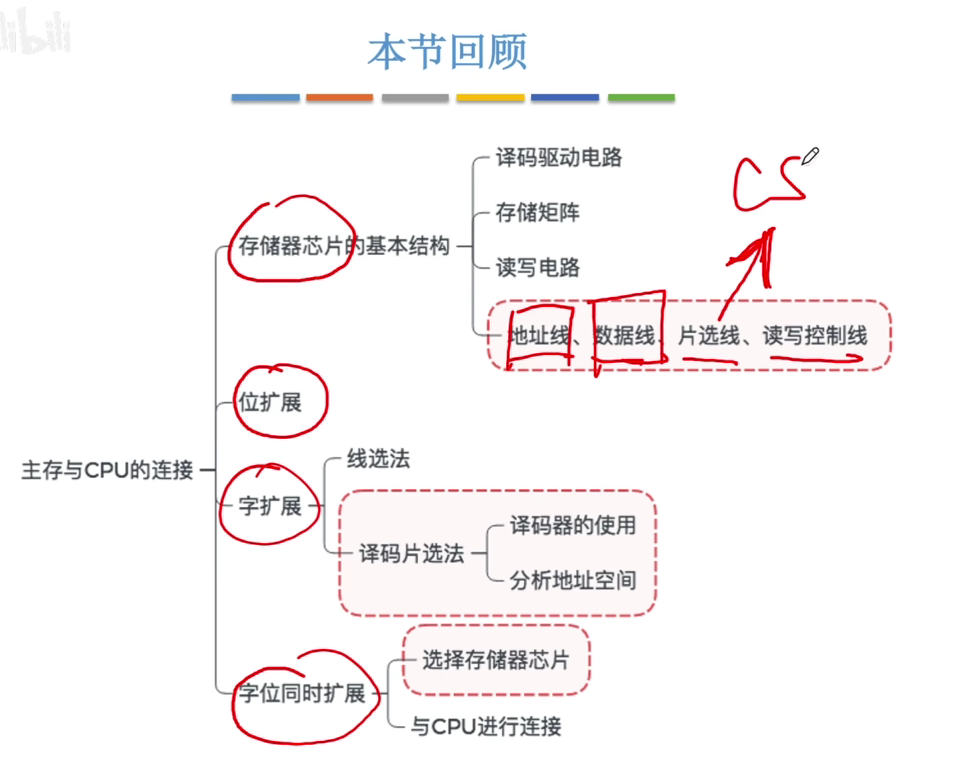 本节回顾
译码驱动电路
存储矩阵
存储器芯片的基本结构
读写电路
地址线、数据线、片选线、读写控制线
CS
位扩展
主存与CPU的连接
线选法
字扩展
译码器的使用
译码片选法
分析地址空间
选择存储器芯片
字位同时扩展
与CPU进行连接